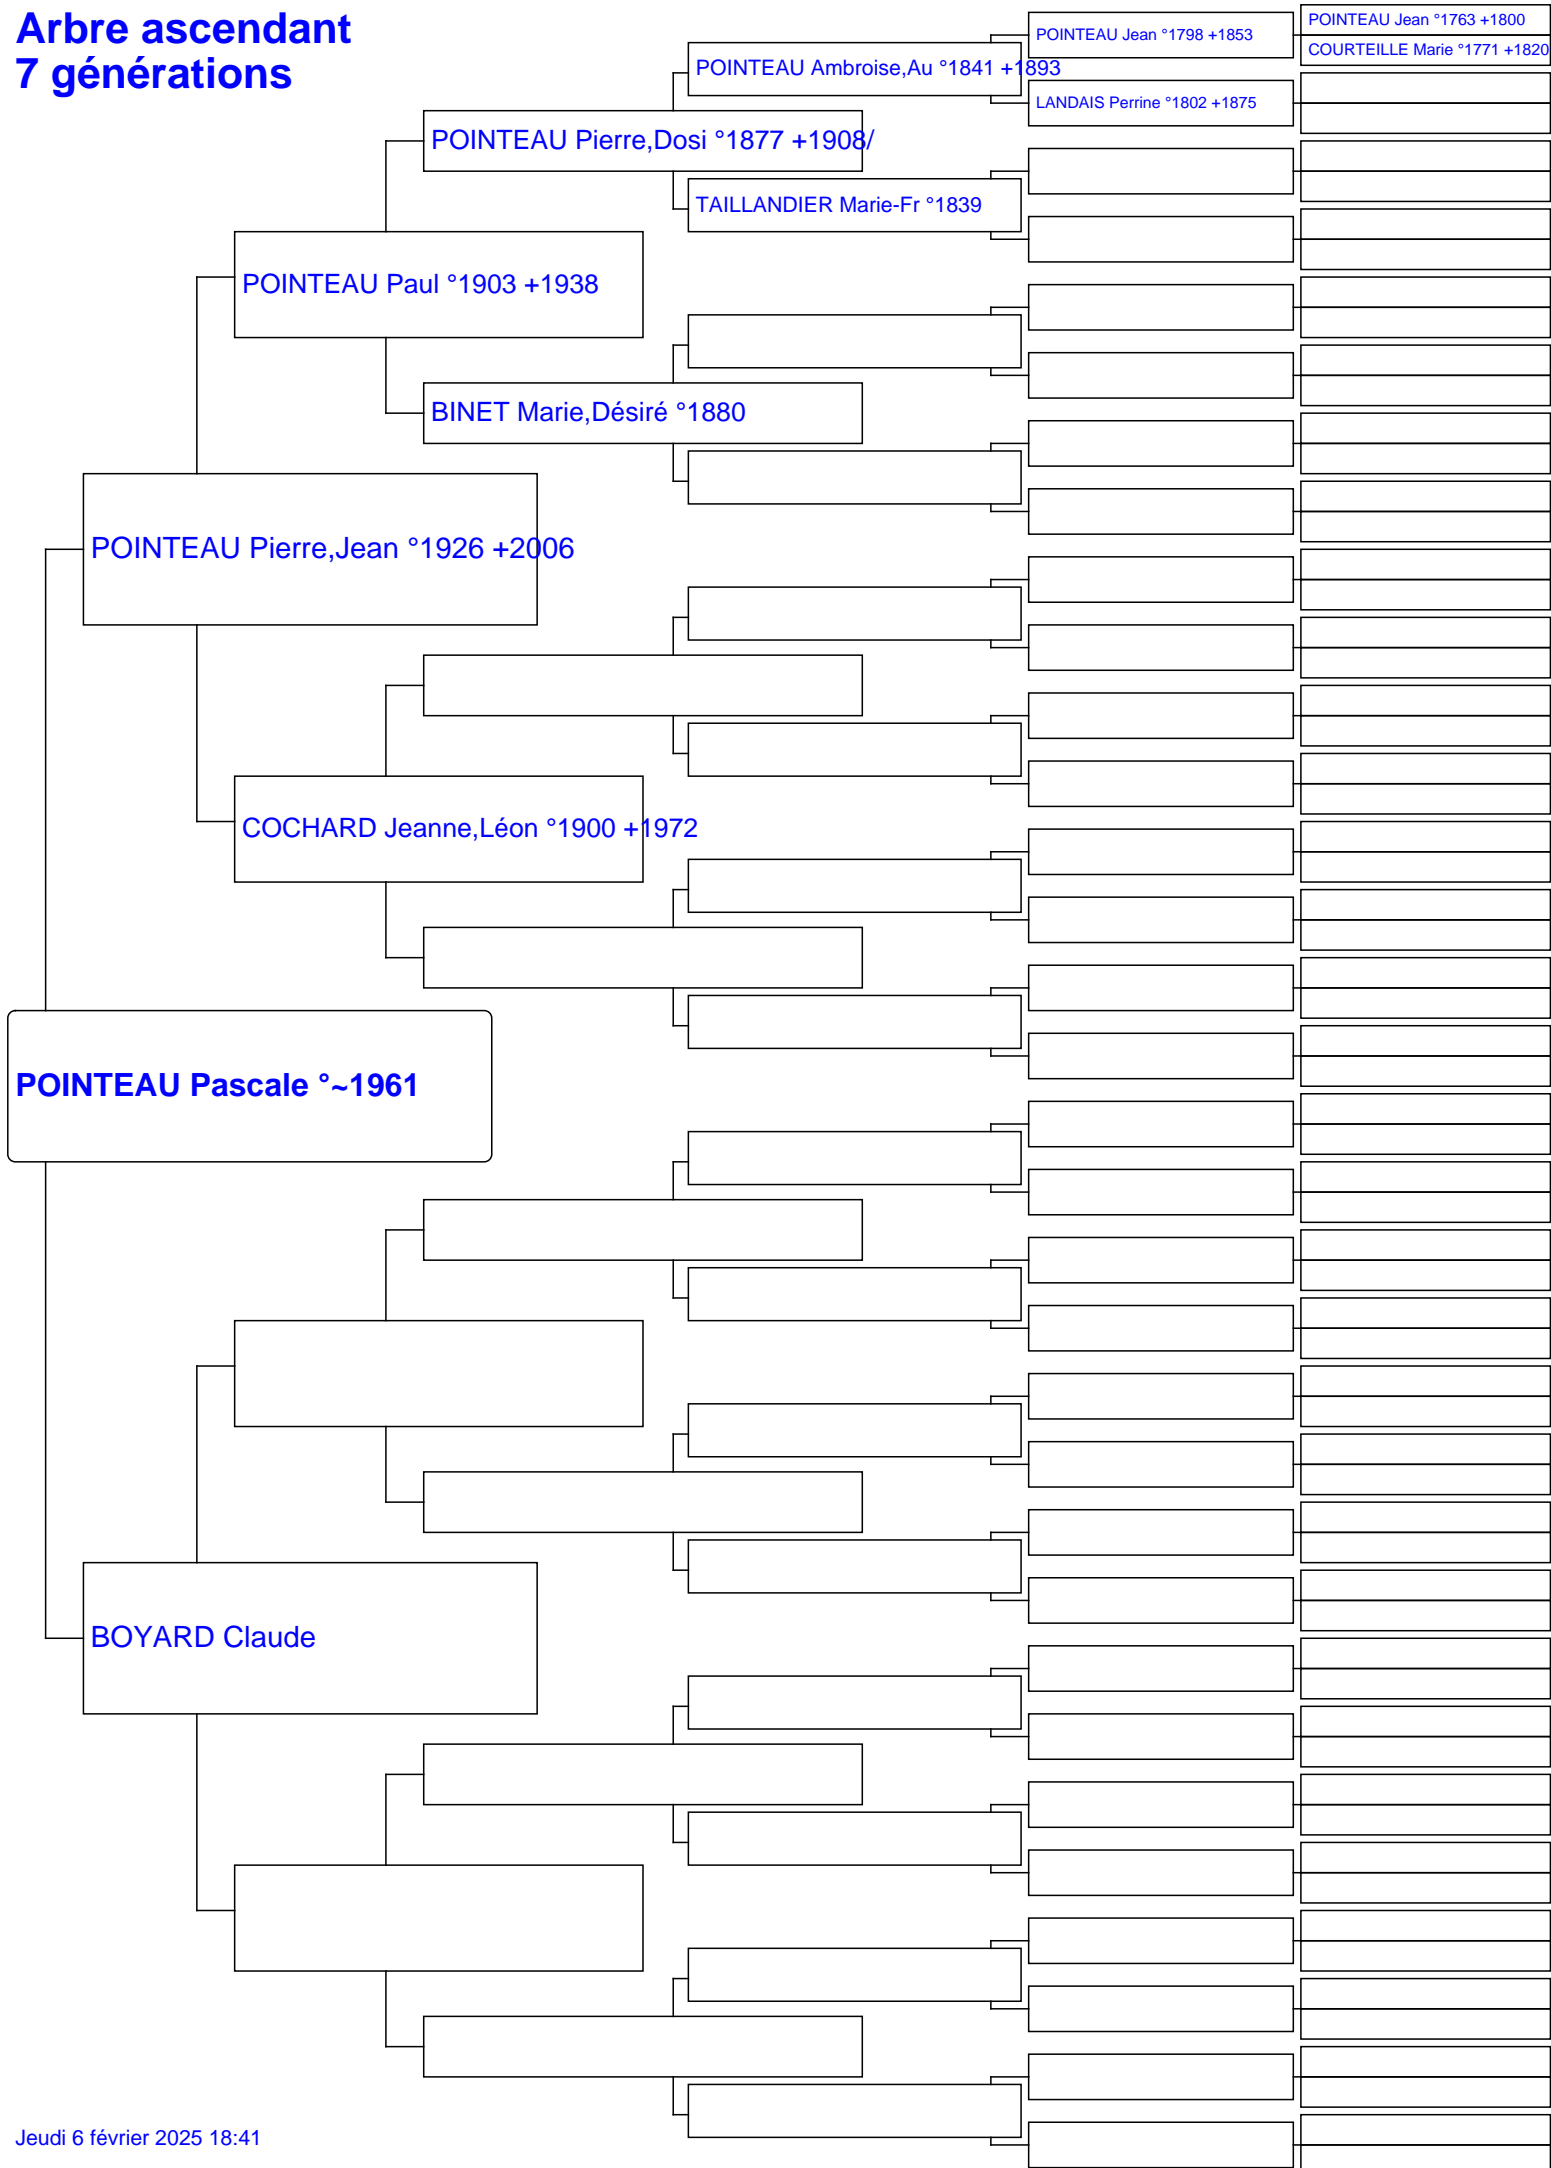 Arbre ascendant
7 générations
POINTEAU Jean °1763 +1800
COURTEILLE Marie °1771 +1820
POINTEAU Jean °1798 +1853
POINTEAU Ambroise,Au °1841 +1893
LANDAIS Perrine °1802 +1875
POINTEAU Pierre,Dosi °1877 +1908/
TAILLANDIER Marie-Fr °1839
POINTEAU Paul °1903 +1938
BINET Marie,Désiré °1880
POINTEAU Pierre,Jean °1926 +2006
COCHARD Jeanne,Léon °1900 +1972
POINTEAU Pascale °~1961
BOYARD Claude
Jeudi 6 février 2025 18:41